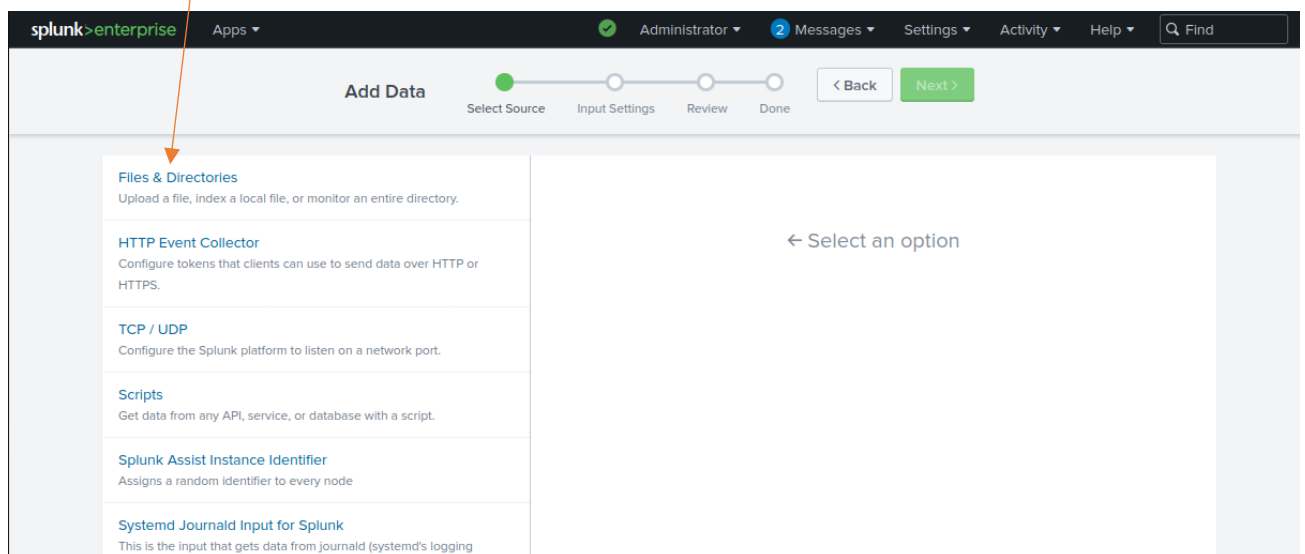 splunk>enterprise Apps Administrator 2 Messages Settings Activity Help Find
Add Data Select Source Input Settings Review Done < Back Next >
Files & Directories
Upload a file, index a local file, or monitor an entire directory.
← Select an option
HTTP Event Collector
Configure tokens that clients can use to send data over HTTP or
HTTPS.
TCP / UDP
Configure the Splunk platform to listen on a network port.
Scripts
Get data from any API, service, or database with a script.
Splunk Assist Instance Identifier
Assigns a random identifier to every node
Systemd Journald Input for Splunk
This is the input that gets data from journald (systemd's logging